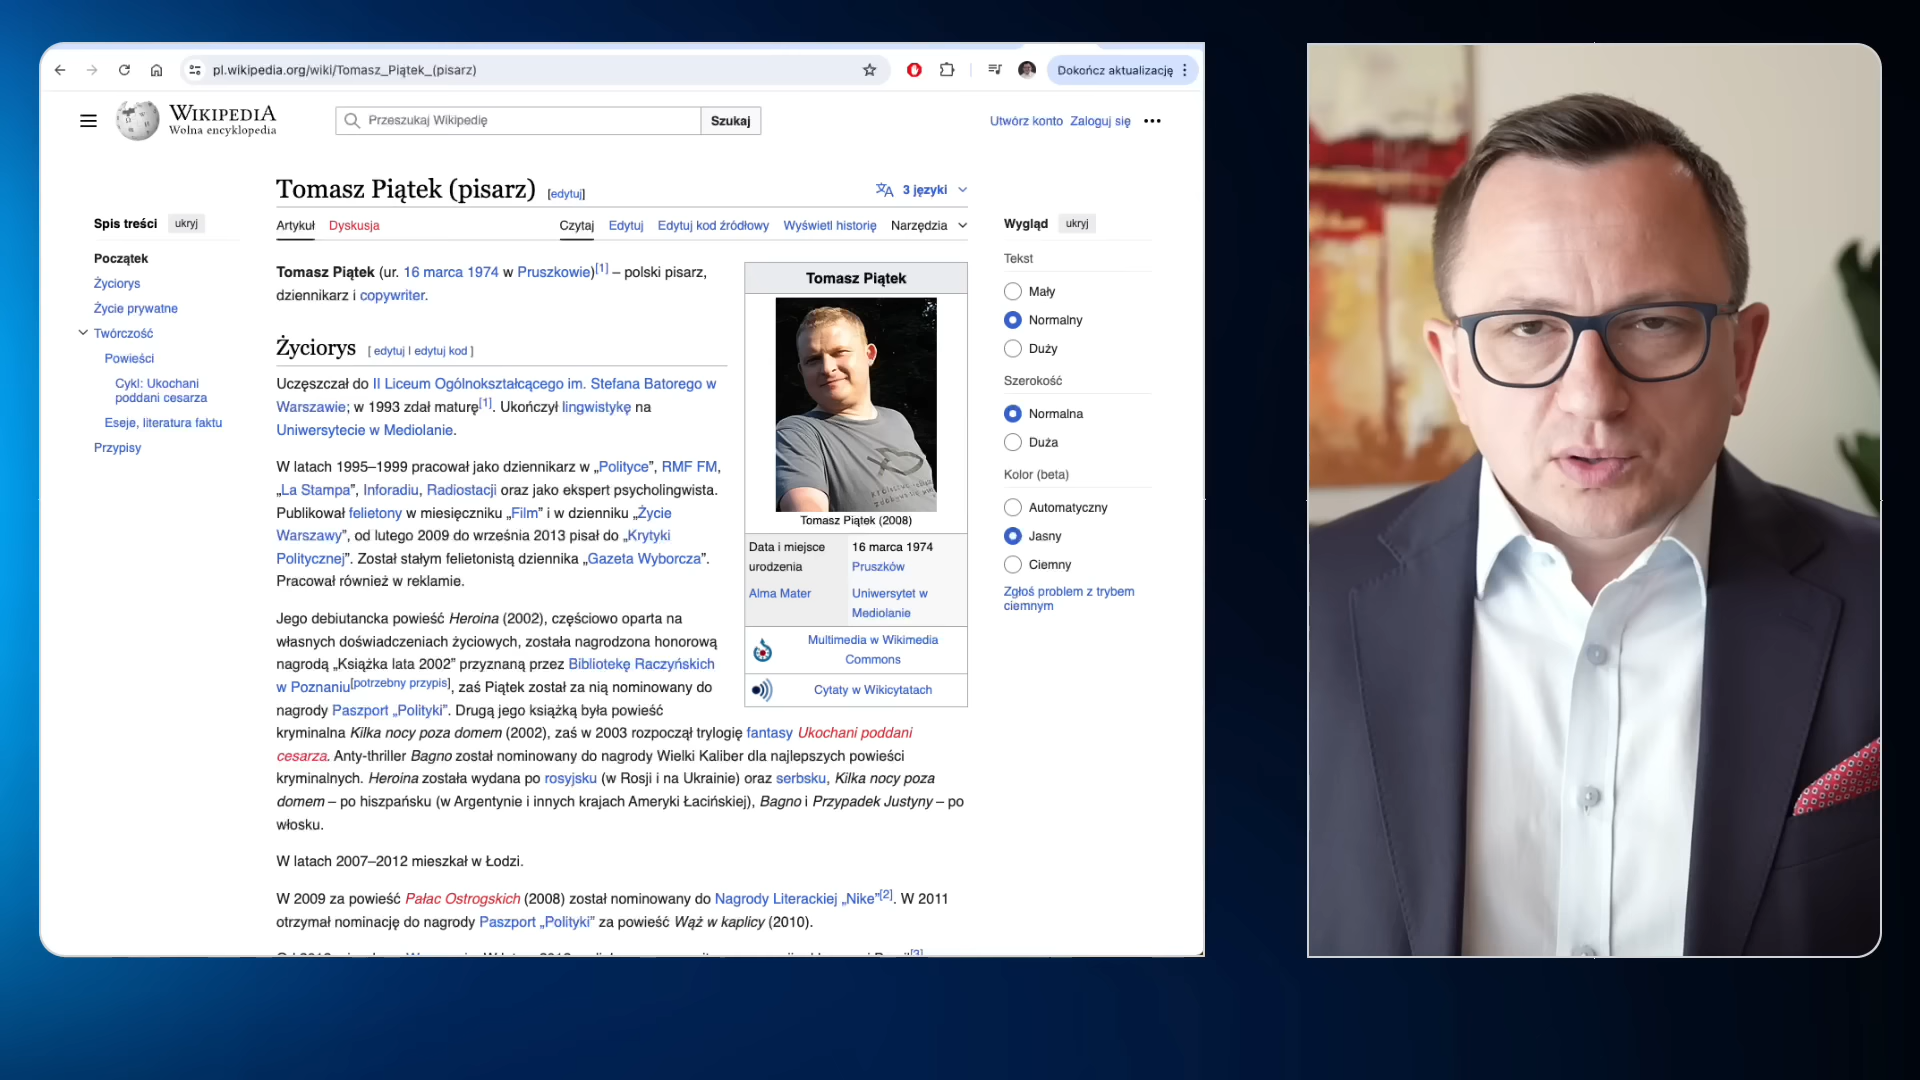 pl.wikipedia.org/wiki/Tomasz_Piątek_(pisarz)
Dokończ aktualizację
WIKIPEDIA
Wolna encyklopedia
Przeszukaj Wikipedię
Szukaj
Utwórz konto Zaloguj się
Tomasz Piątek (pisarz) [edytuj]
3 języki
Artykuł Dyskusja
Czytaj Edytuj Edytuj kod źródłowy Wyświetl historię Narzędzia
Spis treści ukryj
Początek
Życiorys
Życie prywatne
Twórczość
Powieści
Cykl: Ukochani
poddani cesarza
Eseje, literatura faktu
Przypisy
Tomasz Piątek (ur. 16 marca 1974 w Pruszkowie)[1] – polski pisarz,
dziennikarz i copywriter.
Życiorys [ edytuj | edytuj kod ]
Uczęszczał do II Liceum Ogólnokształcącego im. Stefana Batorego w
Warszawie; w 1993 zdał maturę[1]. Ukończył lingwistykę na
Uniwersytecie w Mediolanie.
W latach 1995–1999 pracował jako dziennikarz w „Polityce”, RMF FM,
„La Stampa”, Inforadiu, Radiostacji oraz jako ekspert psycholingwista.
Publikował felietony w miesięczniku „Film” i w dzienniku „Życie
Warszawy”, od lutego 2009 do września 2013 pisał do „Krytyki
Politycznej”. Został stałym felietonistą dziennika „Gazeta Wyborcza”.
Pracował również w reklamie.
Jego debiutancka powieść Heroina (2002), częściowo oparta na
własnych doświadczeniach życiowych, została nagrodzona honorową
nagrodą „Książka lata 2002” przyznaną przez Bibliotekę Raczyńskich
w Poznaniu[potrzebny przypis], zaś Piątek został za nią nominowany do
nagrody Paszport „Polityki”. Drugą jego książką była powieść
kryminalna Kilka nocy poza domem (2002), zaś w 2003 rozpoczął trylogię fantasy Ukochani poddani
cesarza. Anty-thriller Bagno został nominowany do nagrody Wielki Kaliber dla najlepszych powieści
kryminalnych. Heroina została wydana po rosyjsku (w Rosji i na Ukrainie) oraz serbsku, Kilka nocy poza
domem – po hiszpańsku (w Argentynie i innych krajach Ameryki Łacińskiej), Bagno i Przypadek Justyny – po
włosku.
W latach 2007–2012 mieszkał w Łodzi.
W 2009 za powieść Pałac Ostrogskich (2008) został nominowany do Nagrody Literackiej „Nike”[2]. W 2011
otrzymał nominację do nagrody Paszport „Polityki” za powieść Wąż w kaplicy (2010).
Tomasz Piątek
Tomasz Piątek (2008)
Data i miejsce
urodzenia
16 marca 1974
Pruszków
Alma Mater
Uniwersytet w
Mediolanie
Multimedia w Wikimedia
Commons
Cytaty w Wikicytatach
Wygląd ukryj
Tekst
Mały
Normalny
Duży
Szerokość
Normalna
Duża
Kolor (beta)
Automatyczny
Jasny
Ciemny
Zgłoś problem z trybem
ciemnym